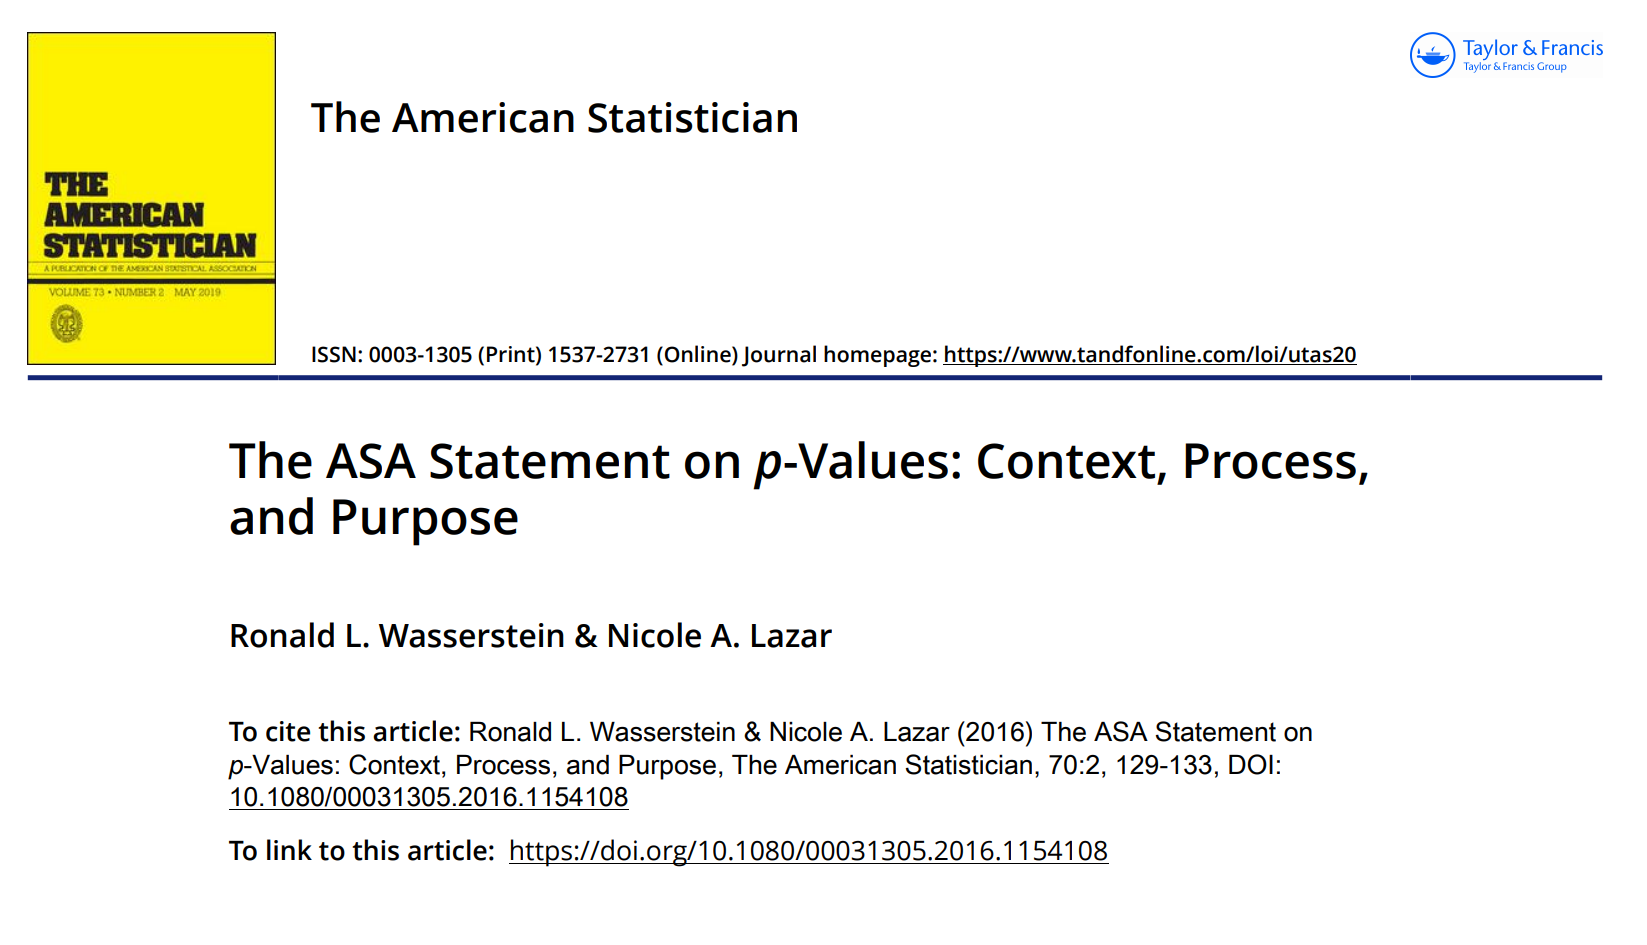 Taylor & Francis
Taylor & Francis Group
The American Statistician
THE
AMERICAN
STATISTICIAN
A PUBLICATION OF THE AMERICAN STATISTICAL ASSOCIATION
VOLUME 73 • NUMBER 2 MAY 2019
ISSN: 0003-1305 (Print) 1537-2731 (Online) Journal homepage: https://www.tandfonline.com/loi/utas20
The ASA Statement on p-Values: Context, Process,
and Purpose
Ronald L. Wasserstein & Nicole A. Lazar
To cite this article: Ronald L. Wasserstein & Nicole A. Lazar (2016) The ASA Statement on
p-Values: Context, Process, and Purpose, The American Statistician, 70:2, 129-133, DOI:
10.1080/00031305.2016.1154108
To link to this article: https://doi.org/10.1080/00031305.2016.1154108